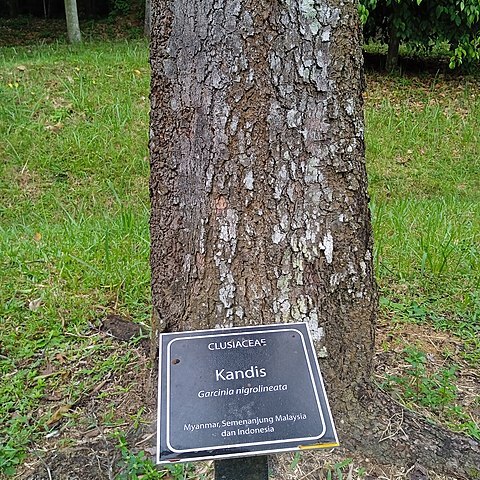 CLUSIACEAE
Kandis
Garcinia nigrolineata
Myanmar, Semenanjung Malaysia
dan Indonesia